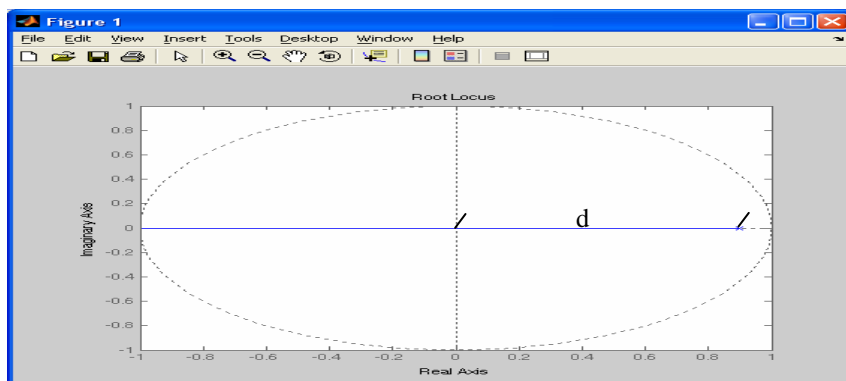 Figure 1
File Edit View Insert Tools Desktop Window Help
Root Locus
1
0.8
0.6
0.4
0.2
0
-0.2
-0.4
-0.6
-0.8
-1
Imaginary Axis
d
-1 -0.8 -0.6 -0.4 -0.2 0 0.2 0.4 0.6 0.8 1
Real Axis